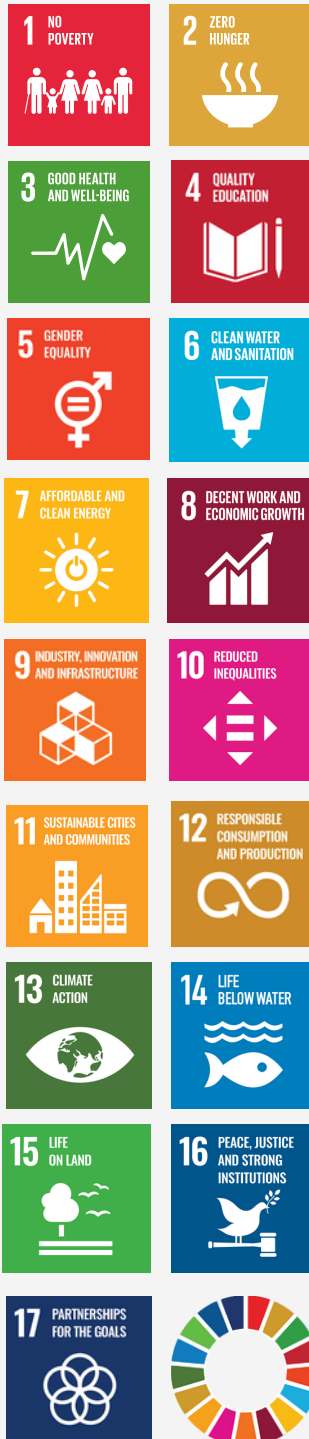 1 NO
POVERTY
2 ZERO
HUNGER
3 GOOD HEALTH
AND WELL-BEING
4 QUALITY
EDUCATION
5 GENDER
EQUALITY
6 CLEAN WATER
AND SANITATION
7 AFFORDABLE AND
CLEAN ENERGY
8 DECENT WORK AND
ECONOMIC GROWTH
9 INDUSTRY, INNOVATION
AND INFRASTRUCTURE
10 REDUCED
INEQUALITIES
11 SUSTAINABLE CITIES
AND COMMUNITIES
12 RESPONSIBLE
CONSUMPTION
AND PRODUCTION
13 CLIMATE
ACTION
14 LIFE
BELOW WATER
15 LIFE
ON LAND
16 PEACE, JUSTICE
AND STRONG
INSTITUTIONS
17 PARTNERSHIPS
FOR THE GOALS